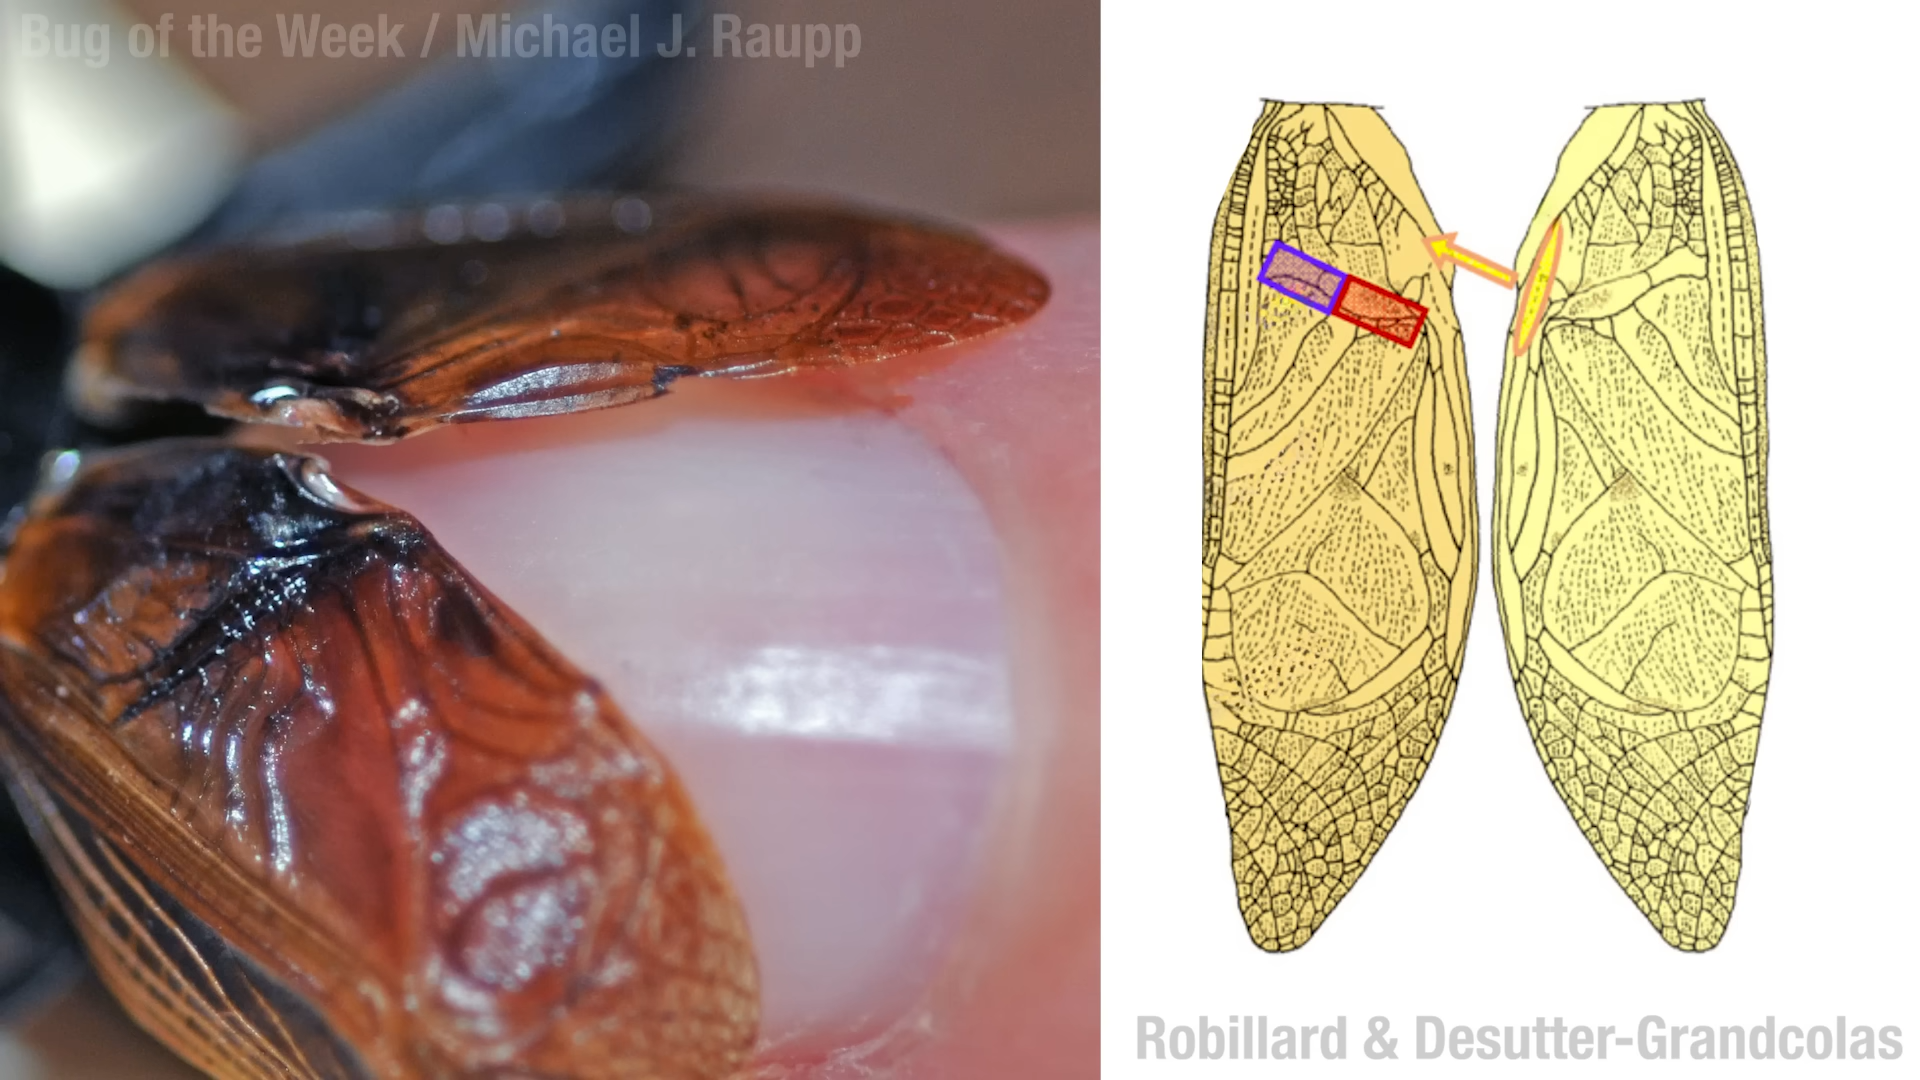 Bug of the Week / Michael J. Raupp
Robillard & Desutter-Grandcolas